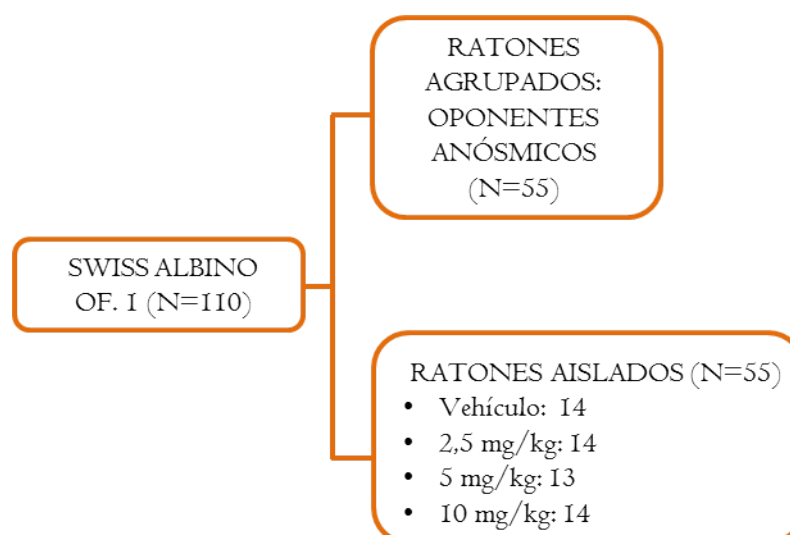 RATONES
AGRUPADOS:
OPONENTES
ANÓSMICOS
(N=55)
SWISS ALBINO
OF. 1 (N=110)
RATONES AISLADOS (N=55)
• Vehículo: 14
• 2,5 mg/kg: 14
• 5 mg/kg: 13
• 10 mg/kg: 14